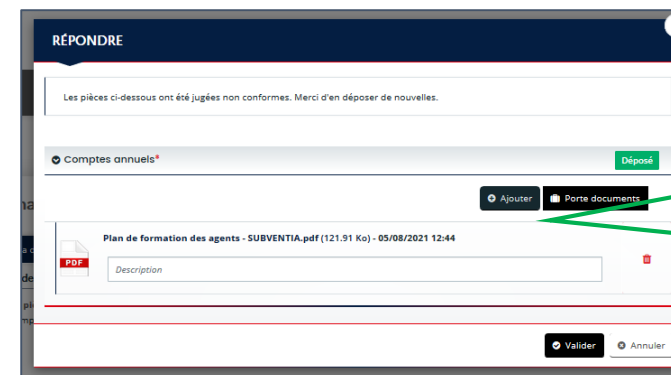 RÉPONDRE
Les pièces ci-dessous ont été jugées non conformes. Merci d'en déposer de nouvelles.
Comptes annuels*
Déposé
Ajouter
Porte documents
Plan de formation des agents - SUBVENTIA.pdf (121.91 Ko) - 05/08/2021 12:44
PDF
Description
Valider
Annuler